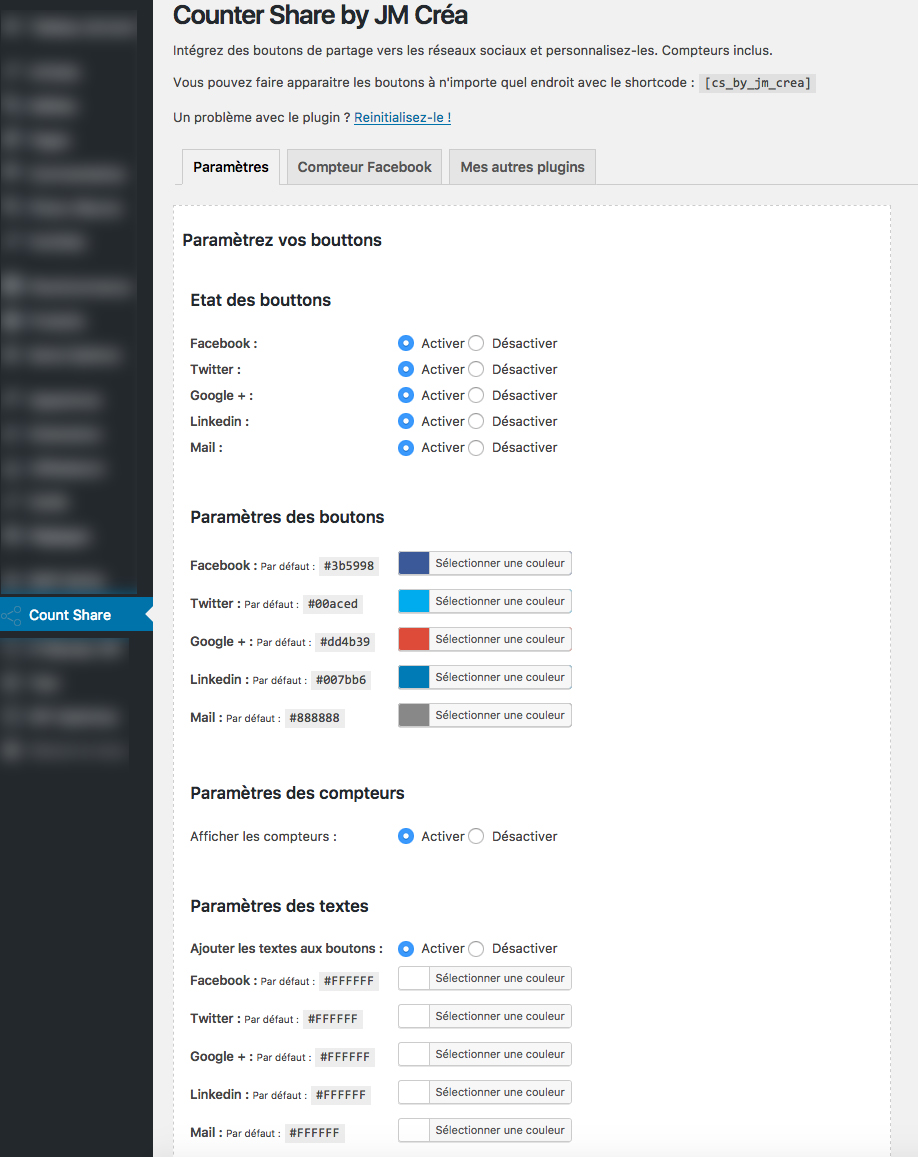 Counter Share by JM Créa
Intégrez des boutons de partage vers les réseaux sociaux et personnalisez-les. Compteurs inclus.
Vous pouvez faire apparaitre les boutons à n'importe quel endroit avec le shortcode : [cs_by_jm_crea]
Un problème avec le plugin ? Reinitialisez-le !
Paramètres Compteur Facebook Mes autres plugins
Paramètrez vos bouttons
Etat des bouttons
Facebook : Activer Désactiver
Twitter : Activer Désactiver
Google + : Activer Désactiver
Linkedin : Activer Désactiver
Mail : Activer Désactiver
Paramètres des boutons
Facebook : Par défaut : #3b5998 Sélectionner une couleur
Twitter : Par défaut : #00aced Sélectionner une couleur
Count Share
Google + : Par défaut : #dd4b39 Sélectionner une couleur
Linkedin : Par défaut : #007bb6 Sélectionner une couleur
Mail : Par défaut : #888888 Sélectionner une couleur
Paramètres des compteurs
Afficher les compteurs : Activer Désactiver
Paramètres des textes
Ajouter les textes aux boutons : Activer Désactiver
Facebook : Par défaut : #FFFFFF Sélectionner une couleur
Twitter : Par défaut : #FFFFFF Sélectionner une couleur
Google + : Par défaut : #FFFFFF Sélectionner une couleur
Linkedin : Par défaut : #FFFFFF Sélectionner une couleur
Mail : Par défaut : #FFFFFF Sélectionner une couleur